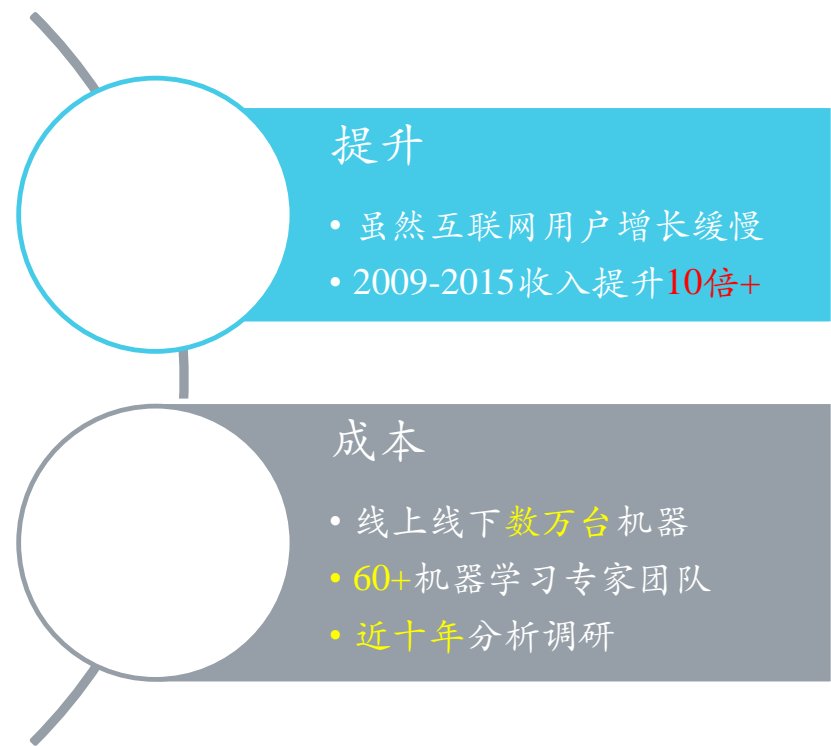 提升
• 虽然互联网用户增长缓慢
• 2009-2015收入提升10倍+
成本
• 线上线下数万台机器
• 60+机器学习专家团队
• 近十年分析调研